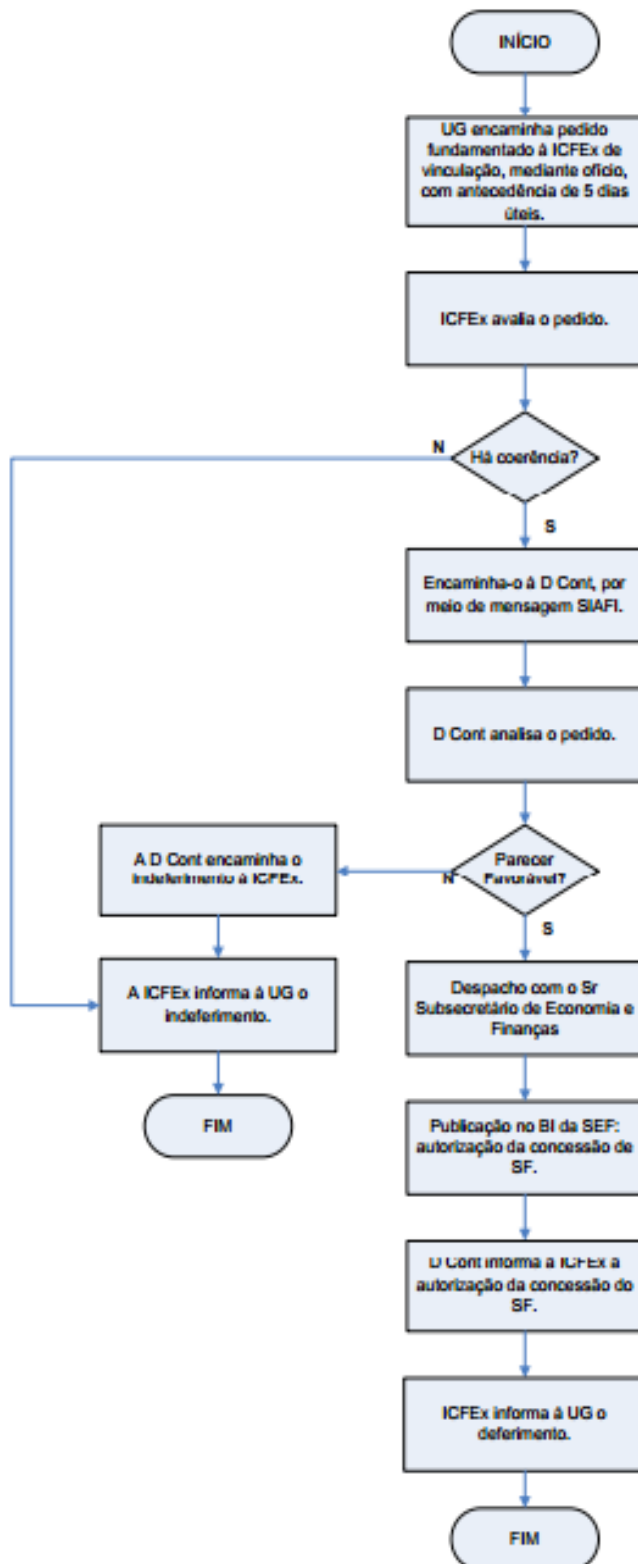 INÍCIO
UG encaminha pedido
fundamentado à ICFEx de
vinculação, mediante ofício,
com antecedência de 5 dias
úteis.
ICFEx avalia o pedido.
Há coerência?
N
S
Encaminha-o à D Cont, por
meio de mensagem SIAFI.
D Cont analisa o pedido.
Parecer
Favorável?
N
S
A D Cont encaminha o
indeferimento à ICFEx.
A ICFEx informa à UG o
indeferimento.
FIM
Despacho com o Sr
Subsecretário de Economia e
Finanças
Publicação no BI da SEF:
autorização da concessão de
SF.
D Cont informa a ICFEx a
autorização da concessão do
SF.
ICFEx informa à UG o
deferimento.
FIM